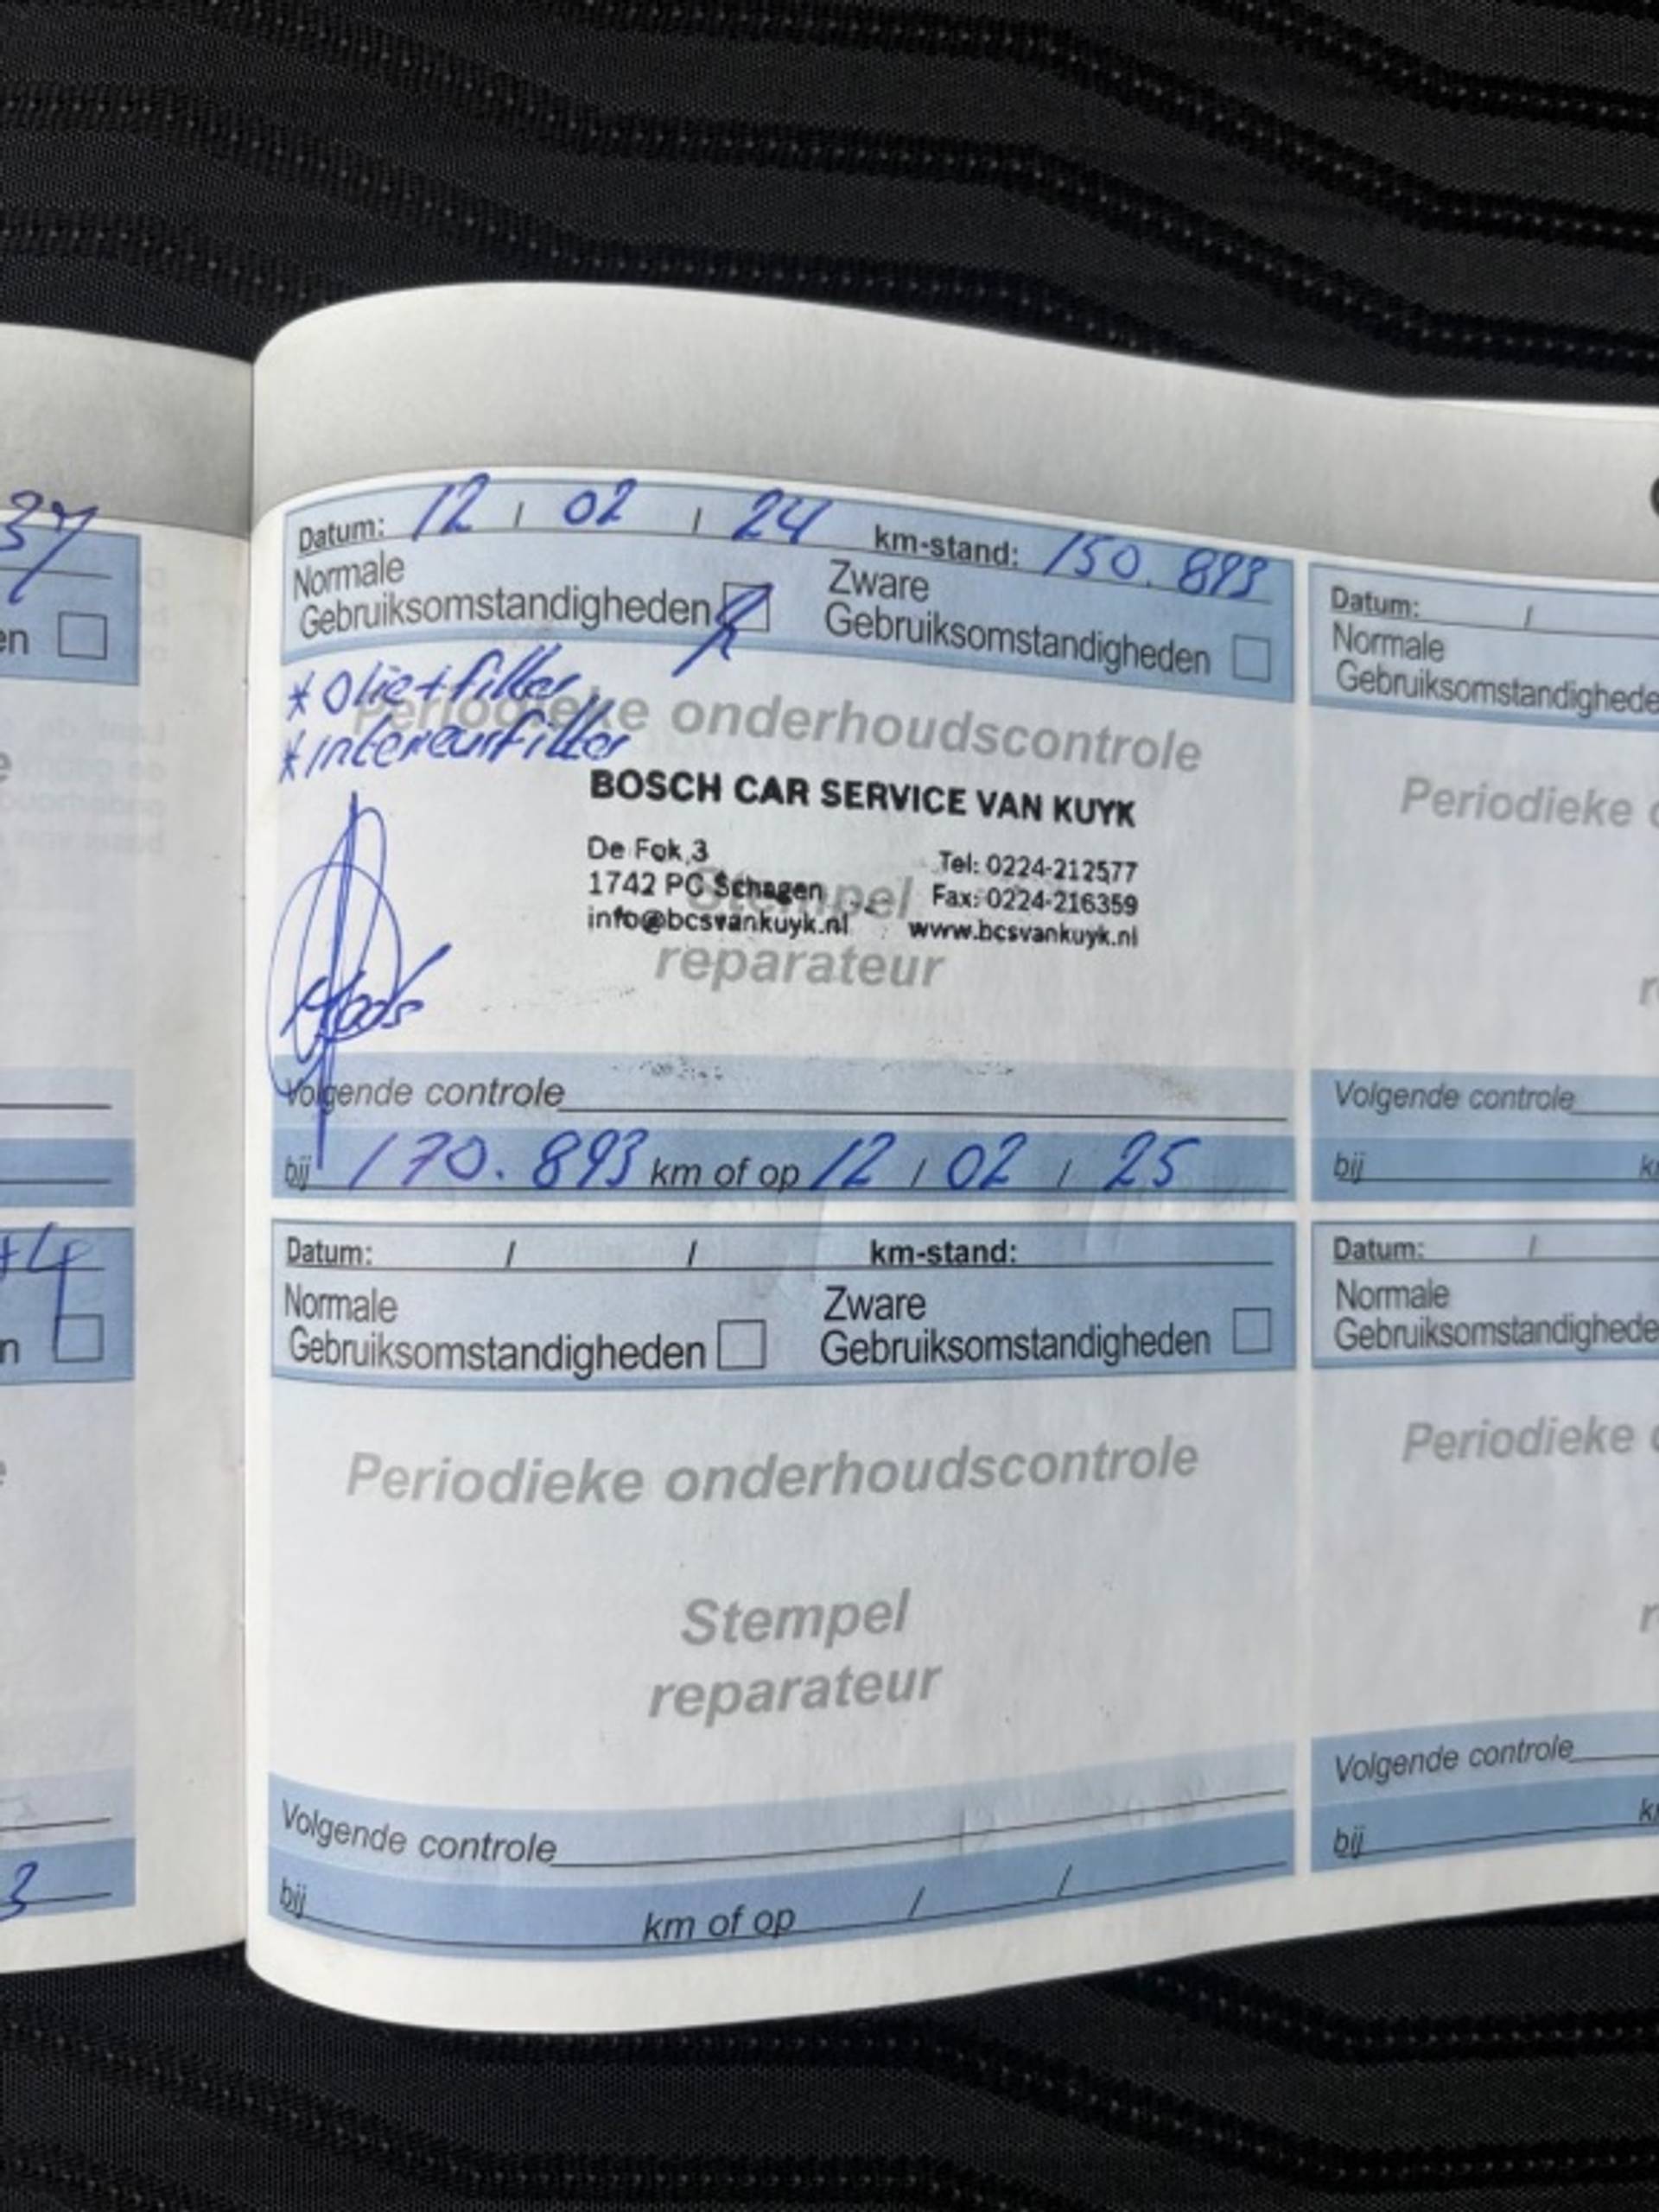 37
en
e
+4
n
e
3
Datum: 12 / 02 / 24 km-stand: 150.893
Normale Zware
Gebruiksomstandigheden Gebruiksomstandigheden
* Olie + filter
* Interieurfilter
Periodieke onderhoudscontrole
BOSCH CAR SERVICE VAN KUYK
De Fok 3 Tel: 0224-212577
1742 PC Schagen Fax: 0224-216359
info@bcsvankuyk.nl www.bcsvankuyk.nl
Stempel
reparateur
Volgende controle
bij 170.893 km of op 12 / 02 / 25
Datum: / / km-stand:
Normale Zware
Gebruiksomstandigheden Gebruiksomstandigheden
Periodieke onderhoudscontrole
Stempel
reparateur
Volgende controle
bij km of op / /
Datum: /
Normale
Gebruiksomstandighede
Periodieke
Volgende controle
bij k
Datum: /
Normale
Gebruiksomstandighede
Periodieke
r
Volgende controle
bij k